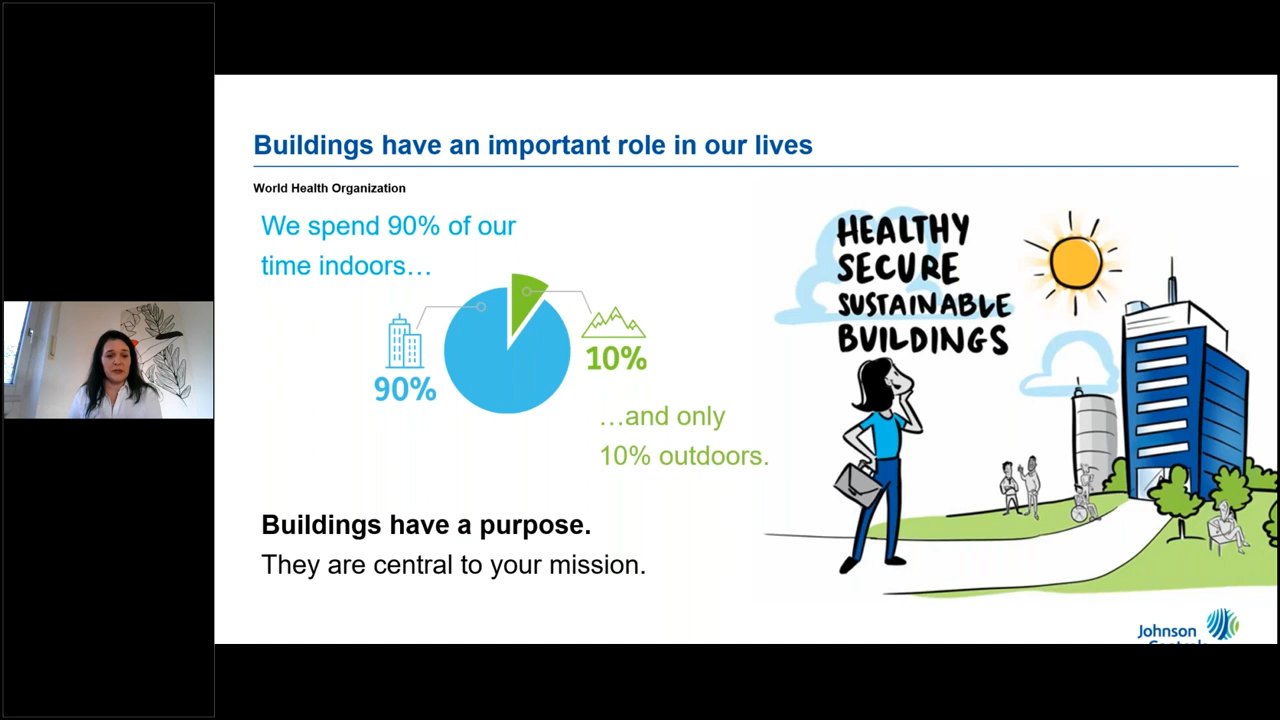 Buildings have an important role in our lives
World Health Organization
We spend 90% of our
time indoors…
90%
10%
…and only
10% outdoors.
Buildings have a purpose.
They are central to your mission.
HEALTHY
SECURE
SUSTAINABLE
BUILDINGS
Johnson
Controls